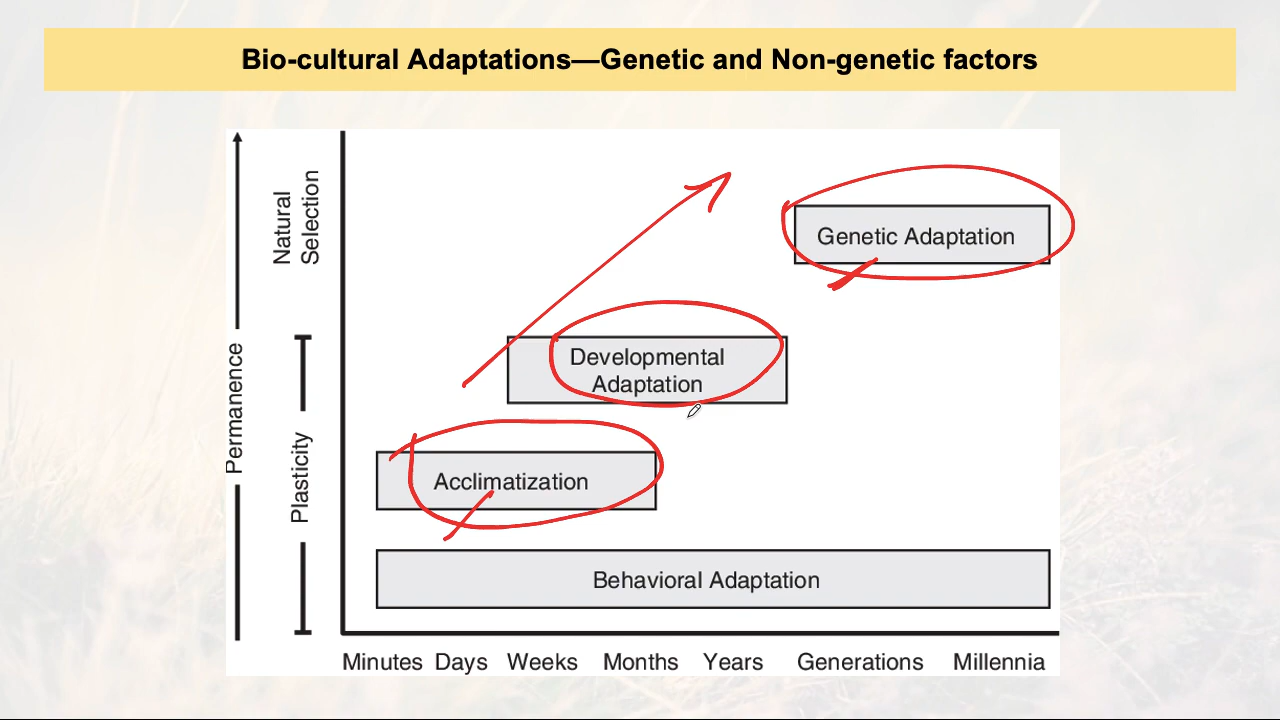 Bio-cultural Adaptations—Genetic and Non-genetic factors
Permanence
Natural
Selection
Plasticity
Genetic Adaptation
Developmental
Adaptation
Acclimatization
Behavioral Adaptation
Minutes Days Weeks Months Years Generations Millennia